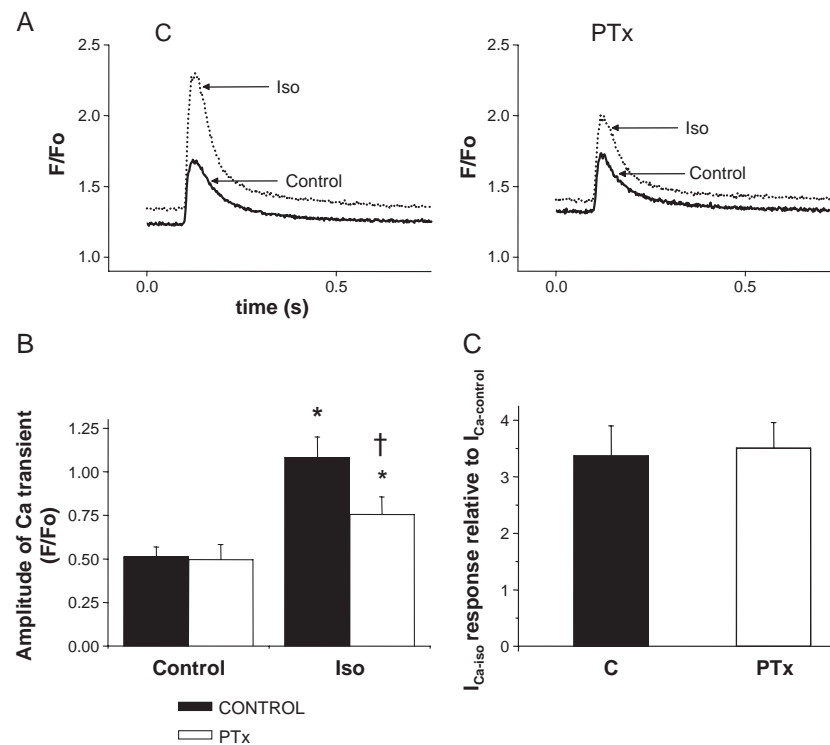 A
C
PTx
2.5
2.0
1.5
1.0
F/Fo
Iso
Control
0.0
0.5
time (s)
2.5
2.0
1.5
1.0
F/Fo
Iso
Control
0.0
0.5
B
Amplitude of Ca transient
(F/Fo)
1.25
1.00
0.75
0.50
0.25
0.00
*
†
*
Control
Iso
CONTROL
PTx
C
I_Ca-iso response relative to I_Ca-control
4
3
2
1
0
C
PTx